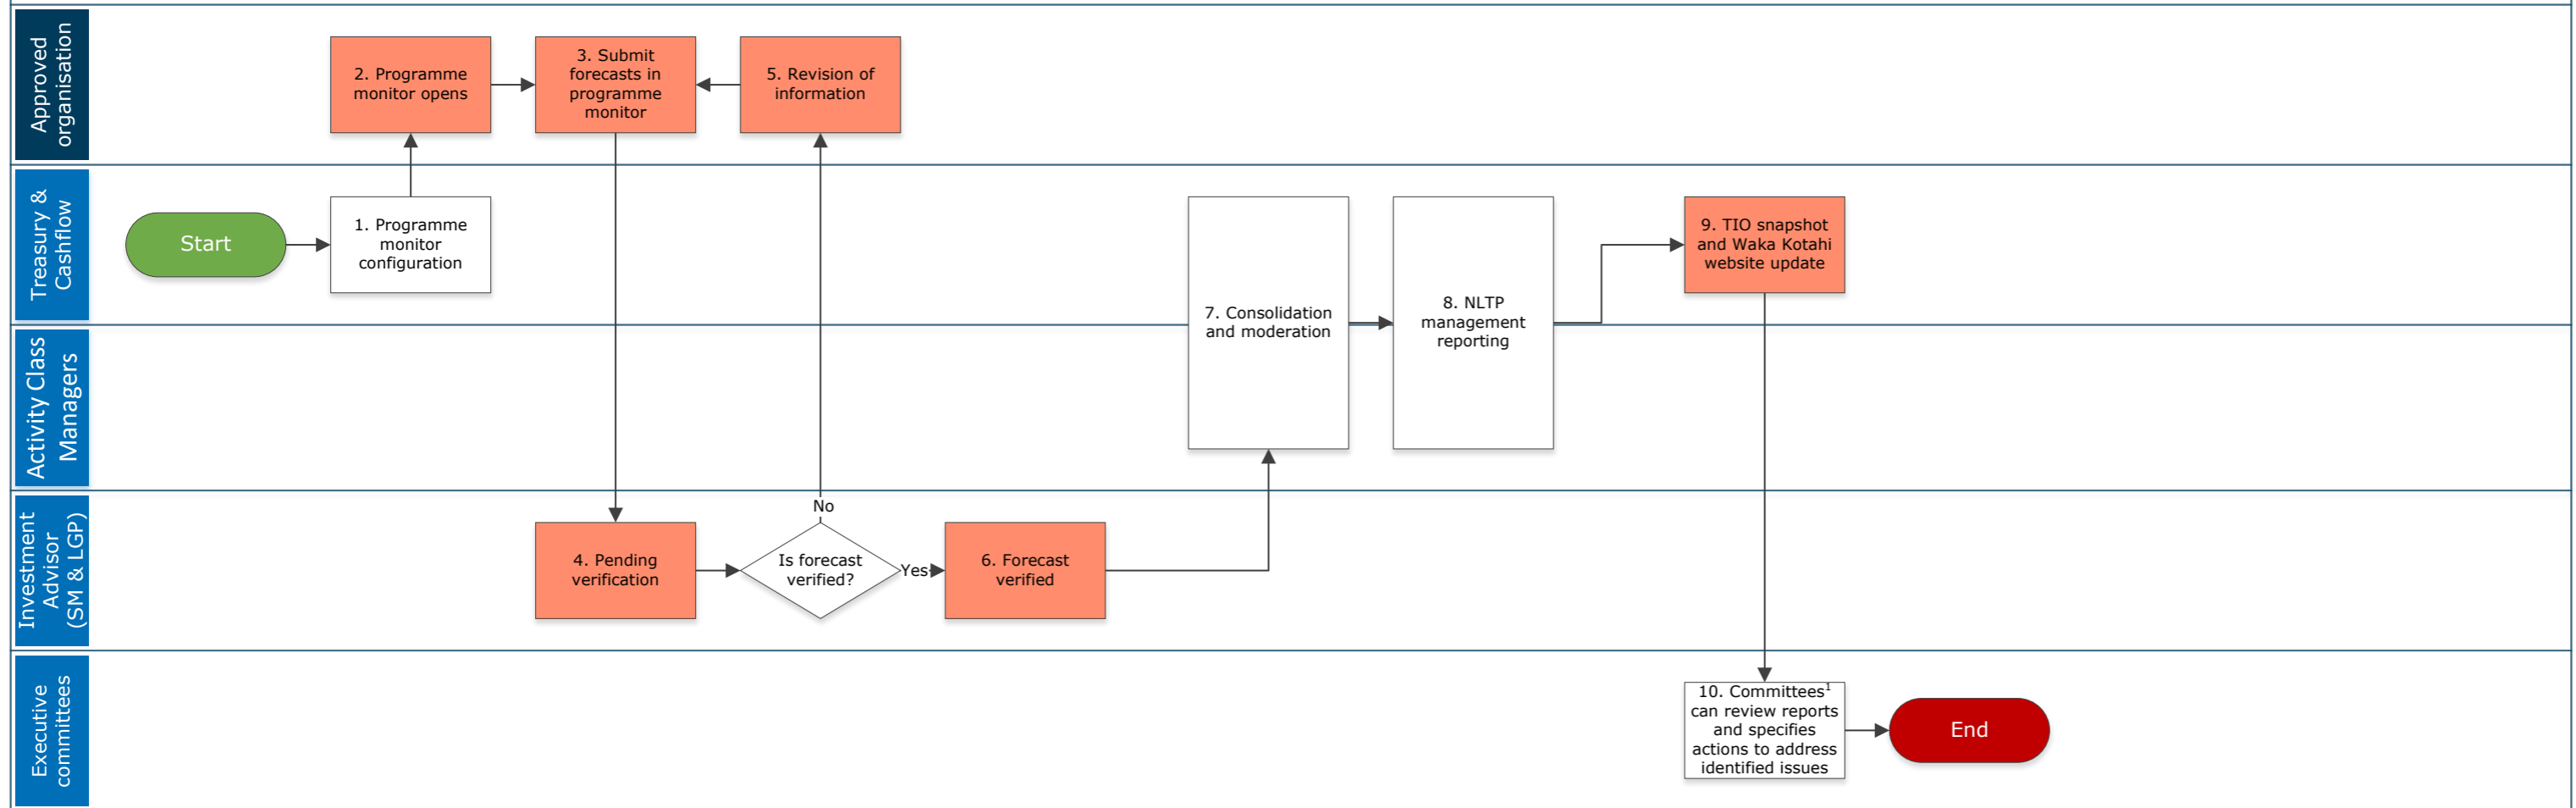 Approved
organisation
2. Programme
monitor opens
3. Submit
forecasts in
programme
monitor
5. Revision of
information
Treasury &
Cashflow
Start
1. Programme
monitor
configuration
7. Consolidation
and moderation
8. NLTP
management
reporting
9. TIO snapshot
and Waka Kotahi
website update
Activity Class
Managers
Investment
Advisor
(SM & LGP)
4. Pending
verification
No
Is forecast
verified?
Yes
6. Forecast
verified
Executive
committees
10. Committees¹
can review reports
and specifies
actions to address
identified issues
End